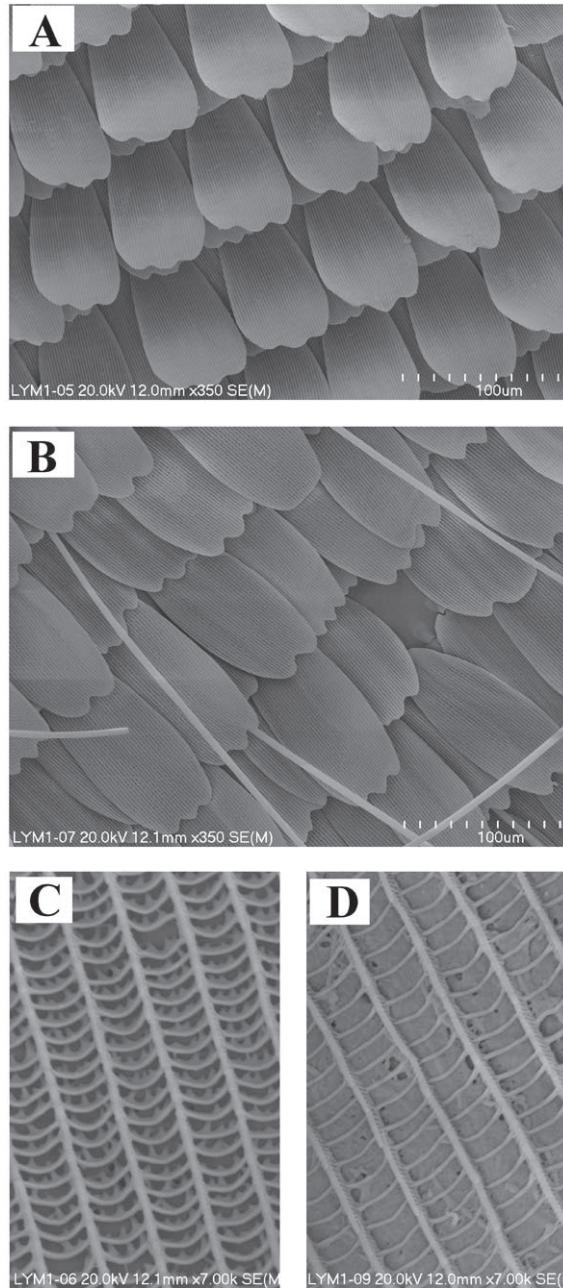 A
LYM1-05 20.0kV 12.0mm x350 SE(M)
100um
B
LYM1-07 20.0kV 12.1mm x350 SE(M)
100um
C
D
LYM1-06 20.0kV 12.1mm x7.00k SE(M
LYM1-09 20.0kV 12.0mm x7.00k SE(M)